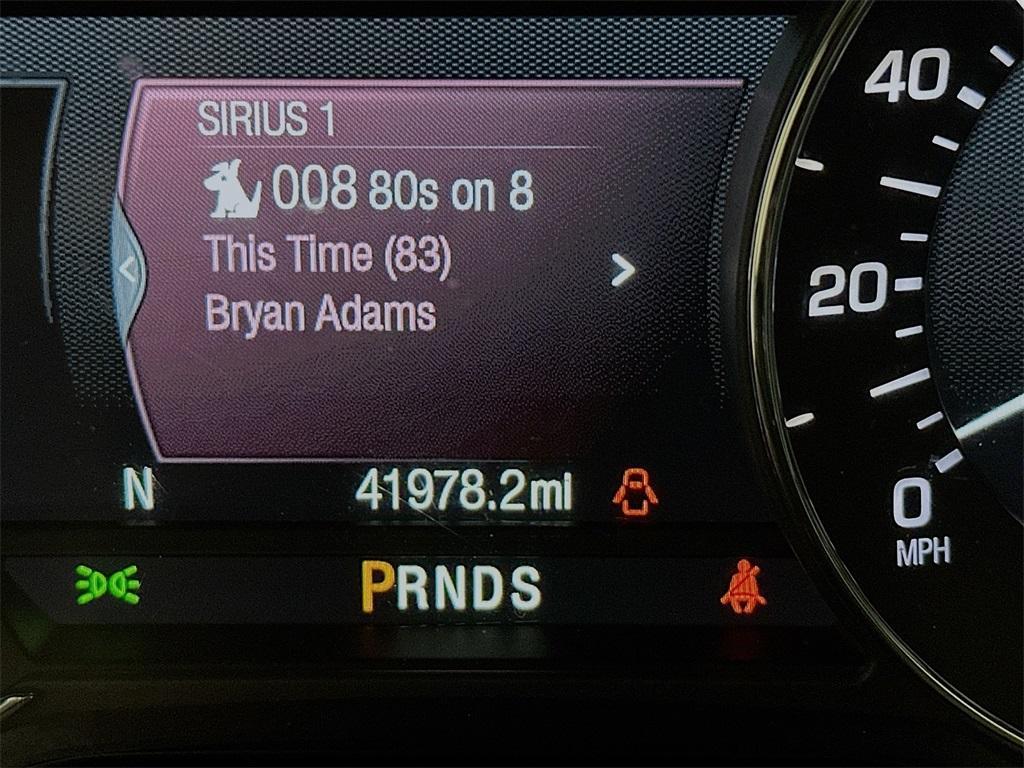 SIRIUS 1
008 80s on 8
This Time (83)
Bryan Adams
N 41978.2mi
PRNDS
40
20
0
MPH